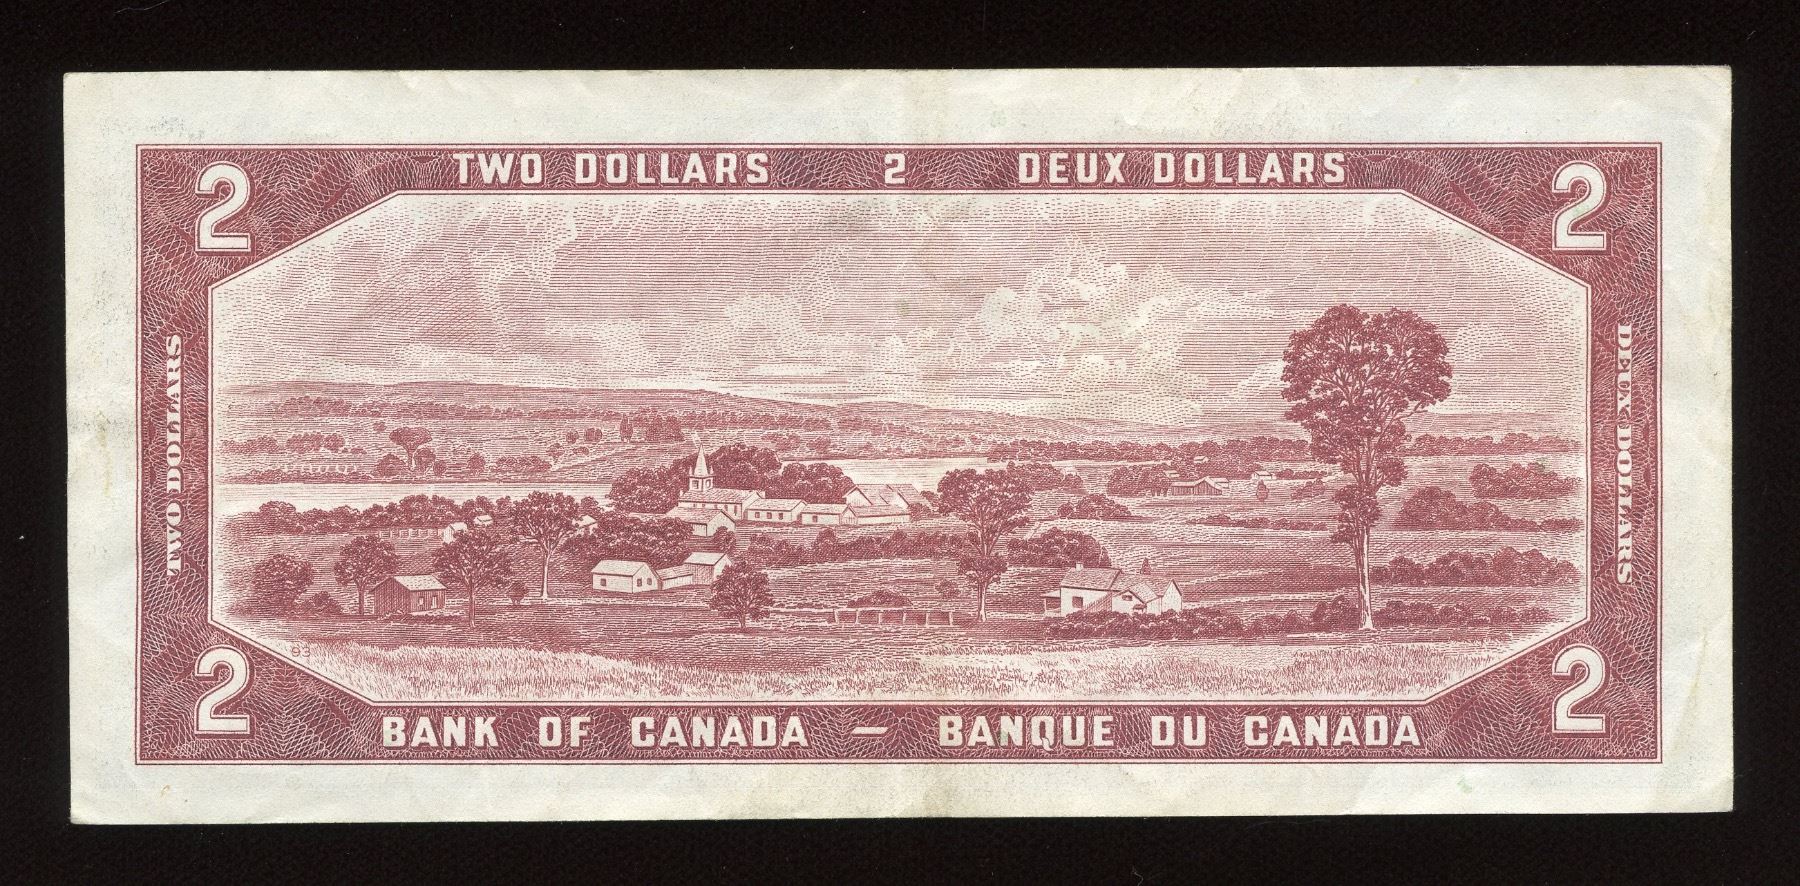 TWO DOLLARS 2 DEUX DOLLARS
2 2
TWO DOLLARS
DEUX DOLLARS
2 2
BANK OF CANADA – BANQUE DU CANADA